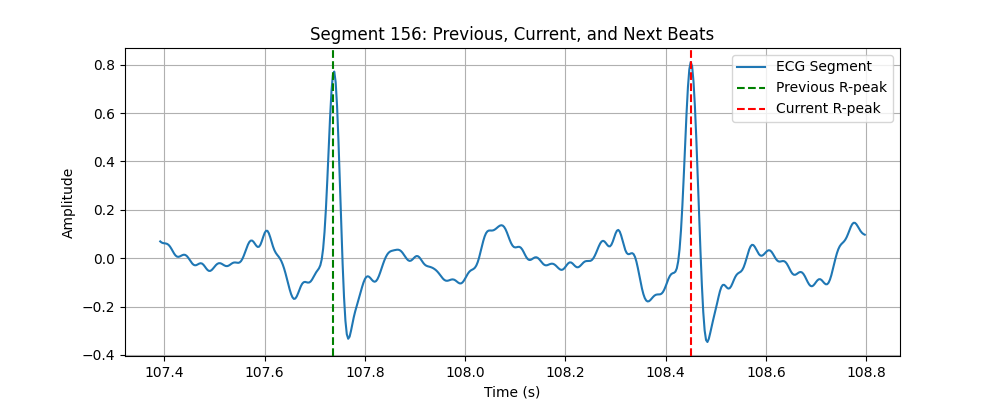 Segment 156: Previous, Current, and Next Beats
ECG Segment
Previous R-peak
Current R-peak
Amplitude
0.8
0.6
0.4
0.2
0.0
−0.2
−0.4
107.4 107.6 107.8 108.0 108.2 108.4 108.6 108.8
Time (s)